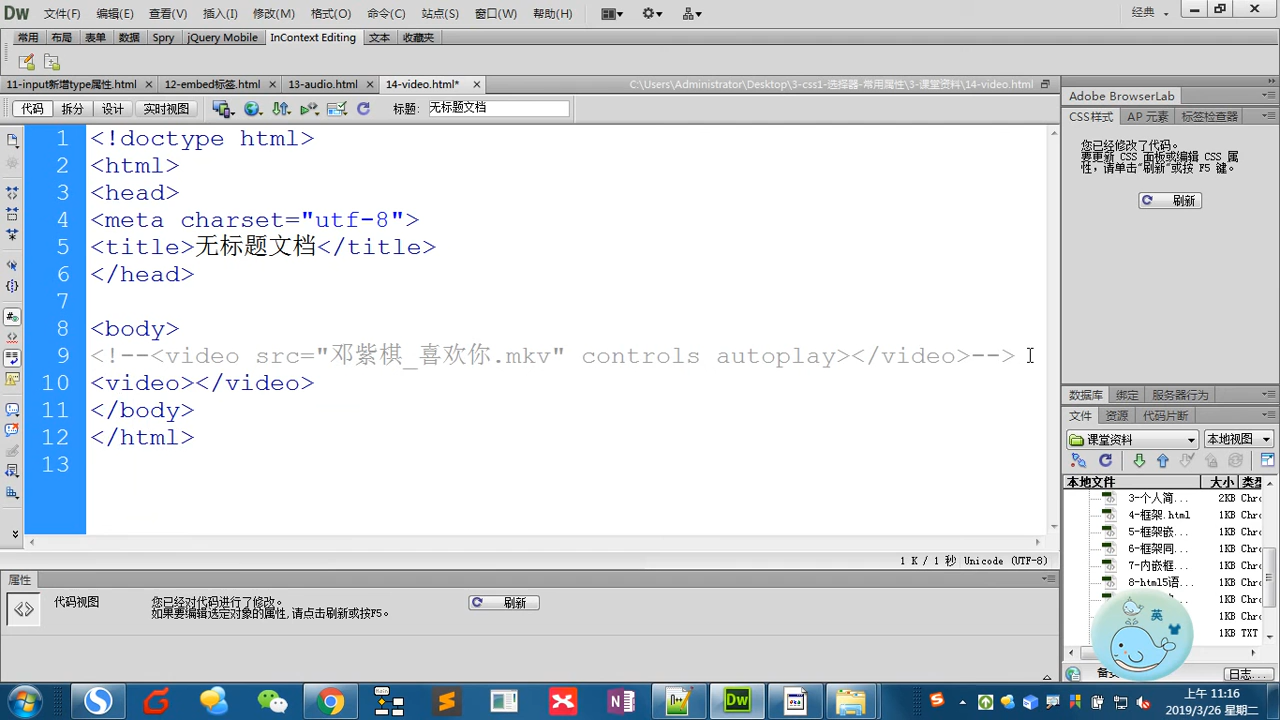 Dw 文件(F) 编辑(E) 查看(V) 插入(I) 修改(M) 格式(O) 命令(C) 站点(S) 窗口(W) 帮助(H) 经典
常用 布局 表单 数据 Spry jQuery Mobile InContext Editing 文本 收藏夹
11-input新增type属性.html 12-embed标签.html 13-audio.html 14-video.html* C:\Users\Administrator\Desktop\3-css1-选择器-常用属性\3-课堂资料\14-video.html
代码 拆分 设计 实时视图 标题: 无标题文档
1 <!doctype html>
2 <html>
3 <head>
4 <meta charset="utf-8">
5 <title>无标题文档</title>
6 </head>
7
8 <body>
9 <!--<video src="邓紫棋_喜欢你.mkv" controls autoplay></video>-->
10 <video></video>
11 </body>
12 </html>
13
1 K / 1 秒 Unicode (UTF-8)
属性
代码视图
您已经对代码进行了修改。
如果要编辑选定对象的属性,请点击刷新或按F5。
刷新
Adobe BrowserLab
CSS样式 AP 元素 标签检查器
您已经修改了代码。
要更新 CSS 面板或编辑 CSS 属
性，请单击“刷新”或按 F5 键。
刷新
数据库 绑定 服务器行为
文件 资源 代码片断
课堂资料 本地视图
本地文件 大小 类型
3-个人简... 2KB Chr
4-框架.html 1KB Chr
5-框架嵌... 1KB Chr
6-框架同... 1KB Chr
7-内嵌框... 1KB Chr
8-html5语... 1KB Chr
1KB Chr
1KB TXT
英
日志...
上午 11:16
2019/3/26 星期二